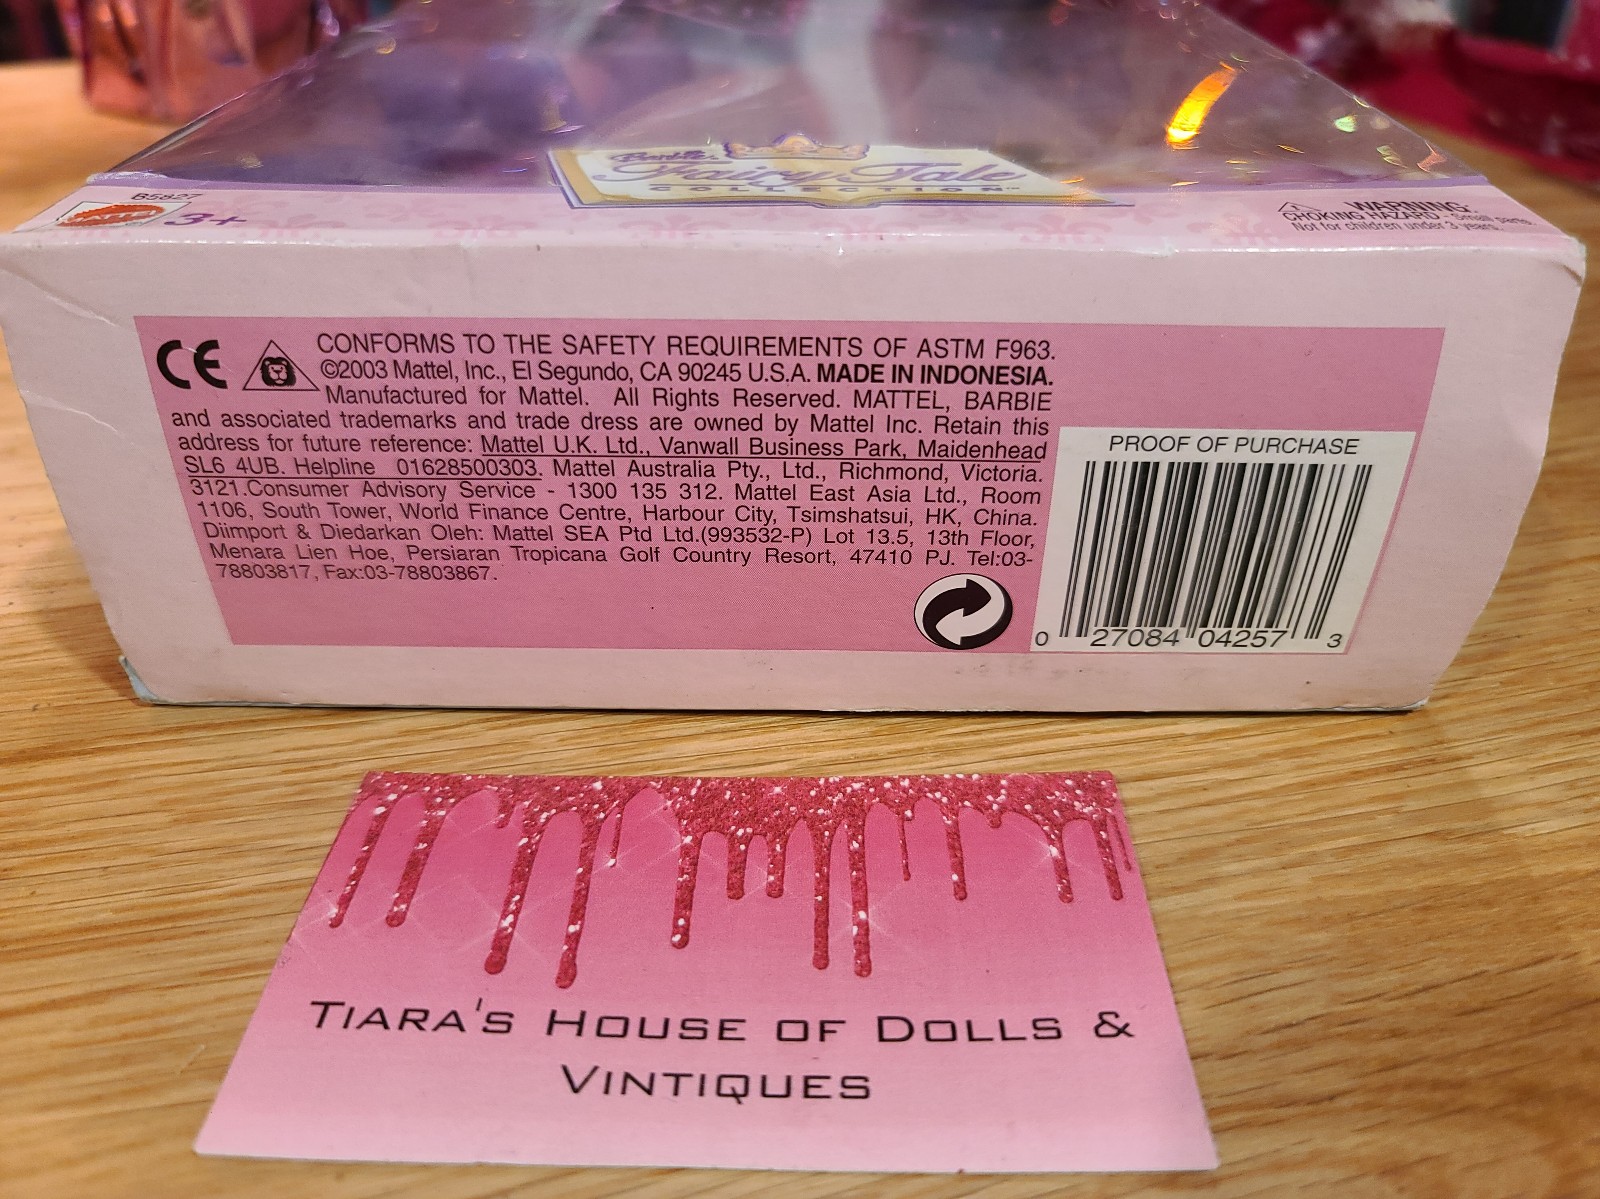 Barbie
Fairy Tale
COLLECTION™
B5827
MATTEL
3+
WARNING:
CHOKING HAZARD - Small parts.
Not for children under 3 years.
CE
CONFORMS TO THE SAFETY REQUIREMENTS OF ASTM F963.
©2003 Mattel, Inc., El Segundo, CA 90245 U.S.A. MADE IN INDONESIA.
Manufactured for Mattel. All Rights Reserved. MATTEL, BARBIE
and associated trademarks and trade dress are owned by Mattel Inc. Retain this
address for future reference: Mattel U.K. Ltd., Vanwall Business Park, Maidenhead
SL6 4UB. Helpline 01628500303. Mattel Australia Pty., Ltd., Richmond, Victoria.
3121.Consumer Advisory Service - 1300 135 312. Mattel East Asia Ltd., Room
1106, South Tower, World Finance Centre, Harbour City, Tsimshatsui, HK, China.
Diimport & Diedarkan Oleh: Mattel SEA Ptd Ltd.(993532-P) Lot 13.5, 13th Floor,
Menara Lien Hoe, Persiaran Tropicana Golf Country Resort, 47410 PJ. Tel:03-
78803817, Fax:03-78803867.
PROOF OF PURCHASE
0 27084 04257 3
TIARA'S HOUSE OF DOLLS &
VINTIQUES